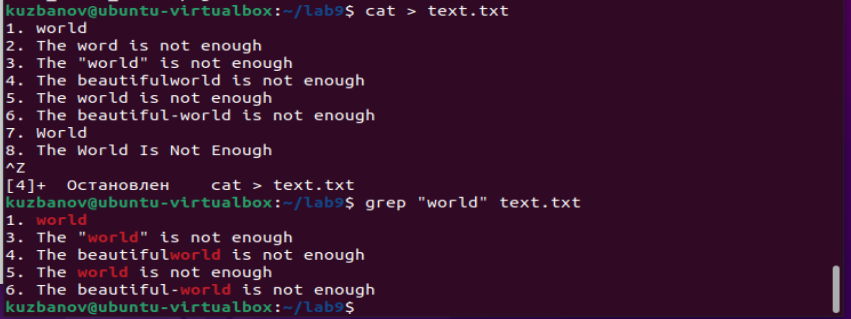 kuzbanov@ubuntu-virtualbox:~/lab9$ cat > text.txt
1. world
2. The word is not enough
3. The "world" is not enough
4. The beautifulworld is not enough
5. The world is not enough
6. The beautiful-world is not enough
7. World
8. The World Is Not Enough
^Z
[4]+  Остановлен    cat > text.txt
kuzbanov@ubuntu-virtualbox:~/lab9$ grep "world" text.txt
1. world
3. The "world" is not enough
4. The beautifulworld is not enough
5. The world is not enough
6. The beautiful-world is not enough
kuzbanov@ubuntu-virtualbox:~/lab9$